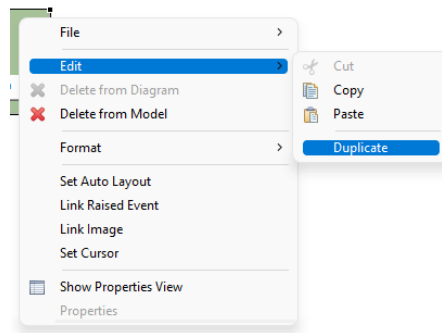 File
Edit
Delete from Diagram
Delete from Model
Format
Set Auto Layout
Link Raised Event
Link Image
Set Cursor
Show Properties View
Properties
Cut
Copy
Paste
Duplicate